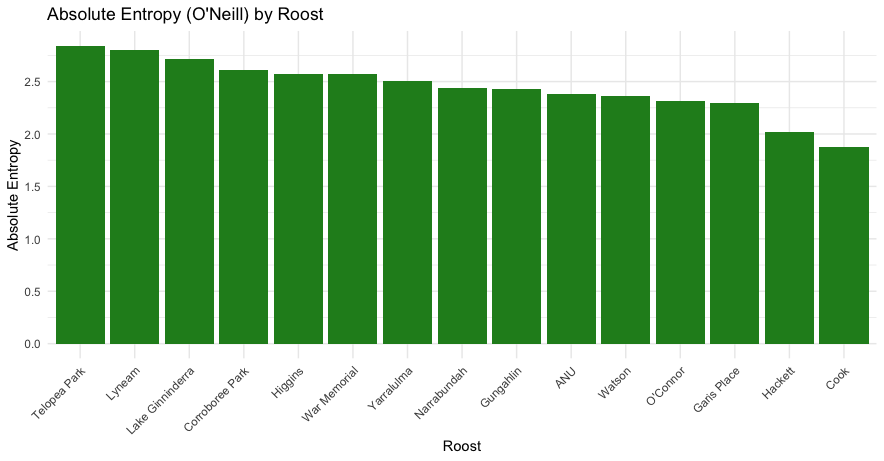 Absolute Entropy (O'Neill) by Roost
Absolute Entropy
2.5
2.0
1.5
1.0
0.5
0.0
Telopea Park
Lyneam
Lake Ginninderra
Corroboree Park
Higgins
War Memorial
Yarralulma
Narrabundah
Gungahlin
ANU
Watson
O'Connor
Garis Place
Hackett
Cook
Roost